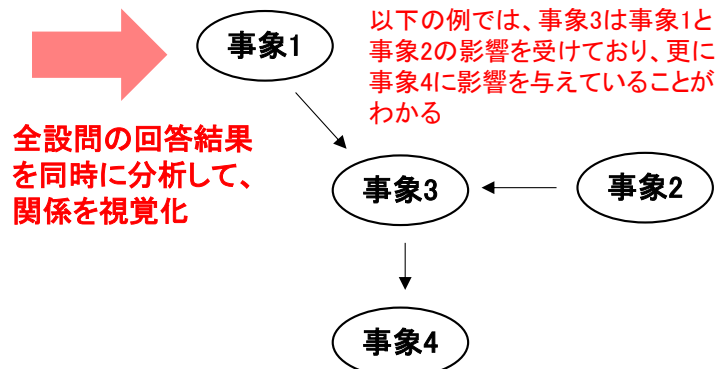 事象1
以下の例では、事象3は事象1と
事象2の影響を受けており、更に
事象4に影響を与えていることが
わかる
全設問の回答結果
を同時に分析して、
関係を視覚化
事象3
事象2
事象4